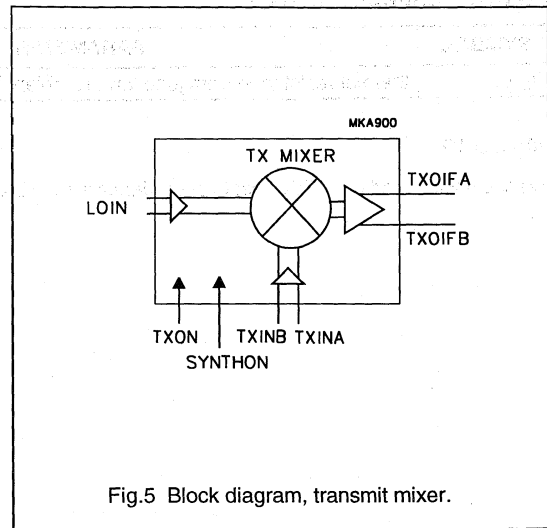 MKA900
TX MIXER
TXOIFA
LOIN
TXOIFB
TXON
TXINB TXINA
SYNTHON
Fig.5 Block diagram, transmit mixer.